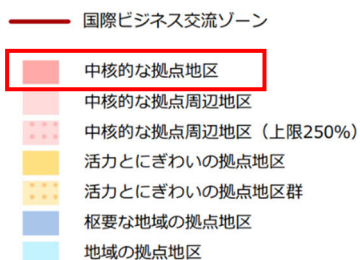 国際ビジネス交流ゾーン
中核的な拠点地区
中核的な拠点周辺地区
中核的な拠点周辺地区（上限250%）
活力とにぎわいの拠点地区
活力とにぎわいの拠点地区群
枢要な地域の拠点地区
地域の拠点地区